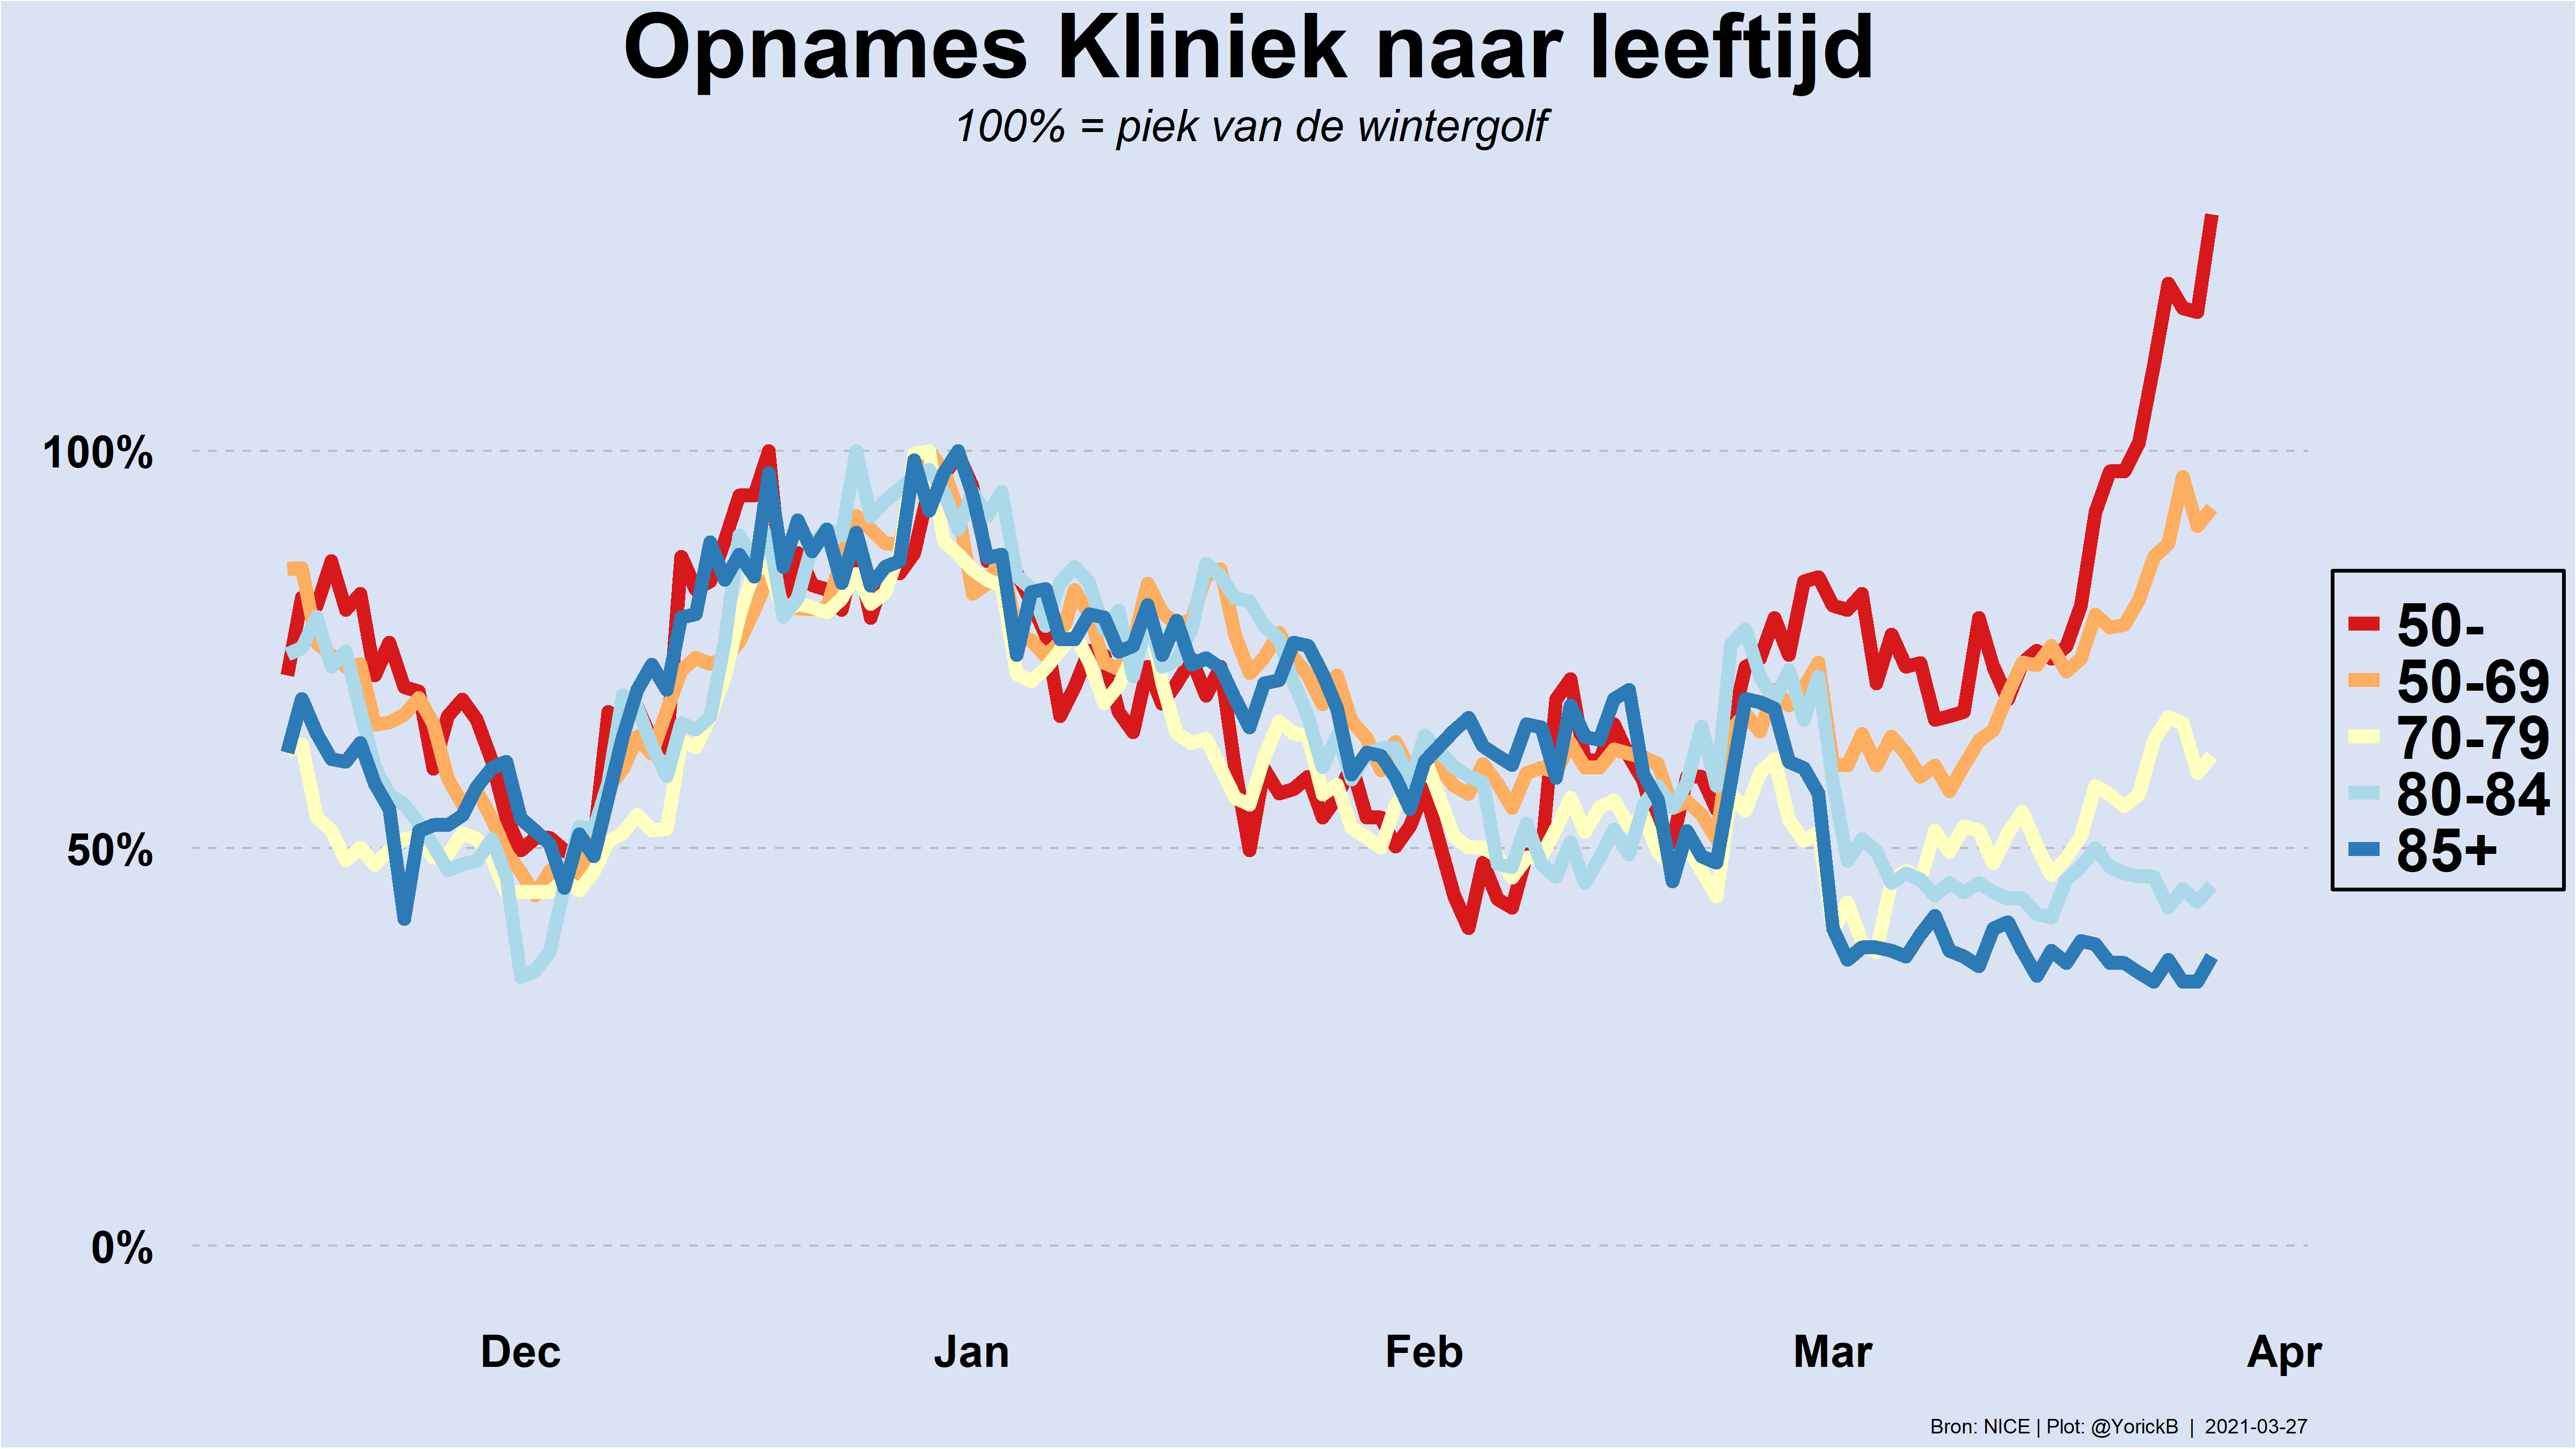 Opnames Kliniek naar leeftijd
100% = piek van de wintergolf
100%
50%
0%
50-
50-69
70-79
80-84
85+
Dec Jan Feb Mar Apr
Bron: NICE | Plot: @YorickB | 2021-03-27